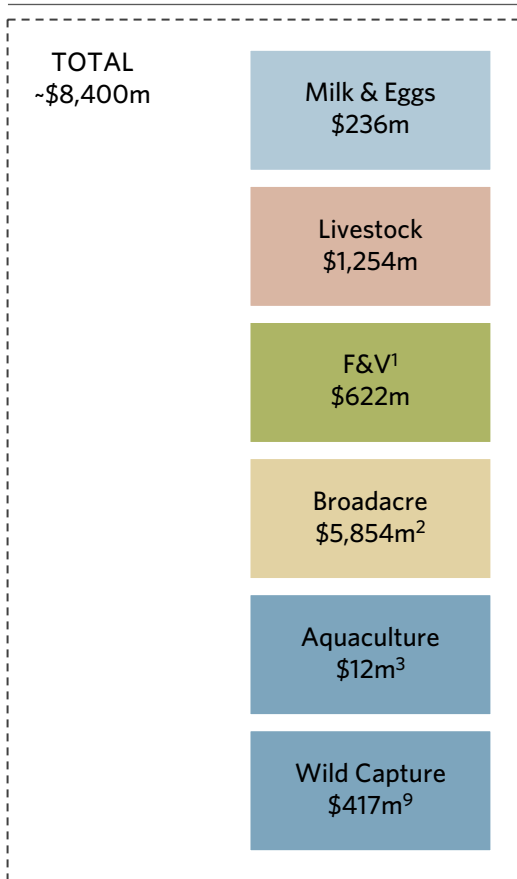 TOTAL
~$8,400m
Milk & Eggs
$236m
Livestock
$1,254m
F&V¹
$622m
Broadacre
$5,854m²
Aquaculture
$12m³
Wild Capture
$417m⁹